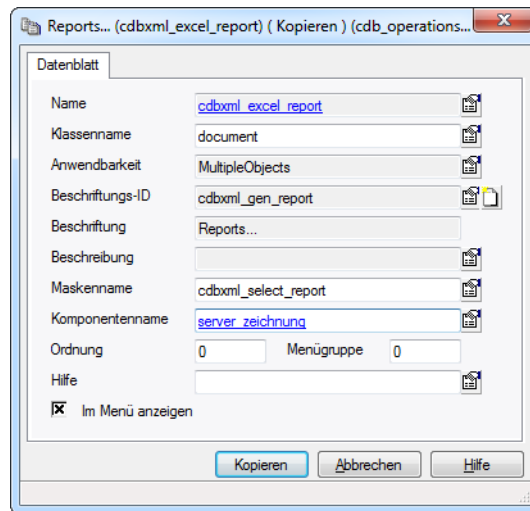 Reports... (cdbxml_excel_report) ( Kopieren ) (cdb_operations...
Datenblatt
Name cdbxml_excel_report
Klassenname document
Anwendbarkeit MultipleObjects
Beschriftungs-ID cdbxml_gen_report
Beschriftung Reports...
Beschreibung
Maskenname cdbxml_select_report
Komponentenname server_zeichnung
Ordnung 0 Menügruppe 0
Hilfe
Im Menü anzeigen
Kopieren Abbrechen Hilfe